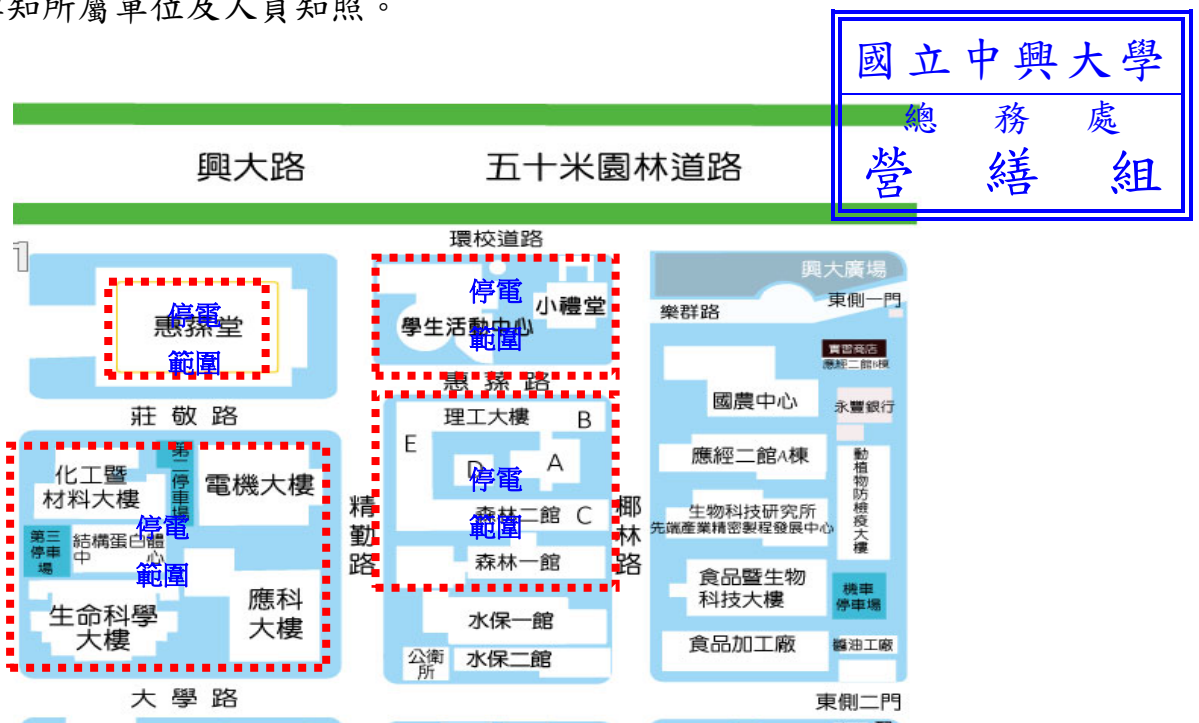 知所屬單位及人員知照。
國立中興大學
總務處
營繕組
興大路
五十米園林道路
環校道路
興大廣場
東側一門
樂群路
停電
範圍
惠蓀堂
停電
範圍
學生活動中心
小禮堂
實習商店
應經二館B棟
惠蓀路
莊敬路
理工大樓
A
B
C
D
E
停電
範圍
森林二館
森林一館
國農中心
永豐銀行
應經二館A棟
動植物防檢疫大樓
生物科技研究所
先端產業精密製程發展中心
第二停車場
化工暨
材料大樓
電機大樓
停電
範圍
第三
停車
場
結構蛋白體
中心
生命科學
大樓
應科
大樓
精勤路
椰林路
食品暨生物
科技大樓
機車
停車場
水保一館
公衛
所
水保二館
食品加工廠
醬油工廠
大學路
東側二門